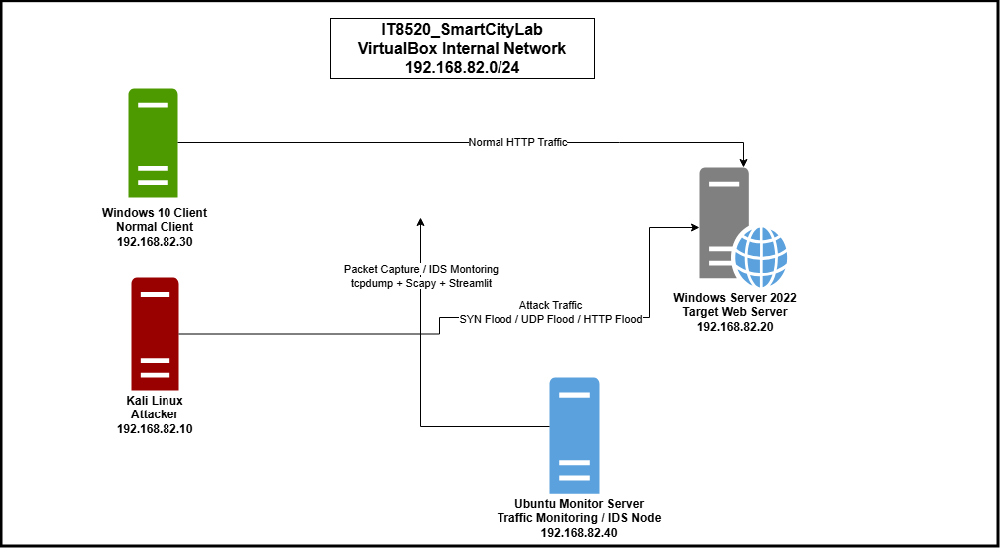 IT8520_SmartCityLab
VirtualBox Internal Network
192.168.82.0/24
Normal HTTP Traffic
Windows 10 Client
Normal Client
192.168.82.30
Packet Capture / IDS Montoring
tcpdump + Scapy + Streamlit
Attack Traffic
SYN Flood / UDP Flood / HTTP Flood
Windows Server 2022
Target Web Server
192.168.82.20
Kali Linux
Attacker
192.168.82.10
Ubuntu Monitor Server
Traffic Monitoring / IDS Node
192.168.82.40